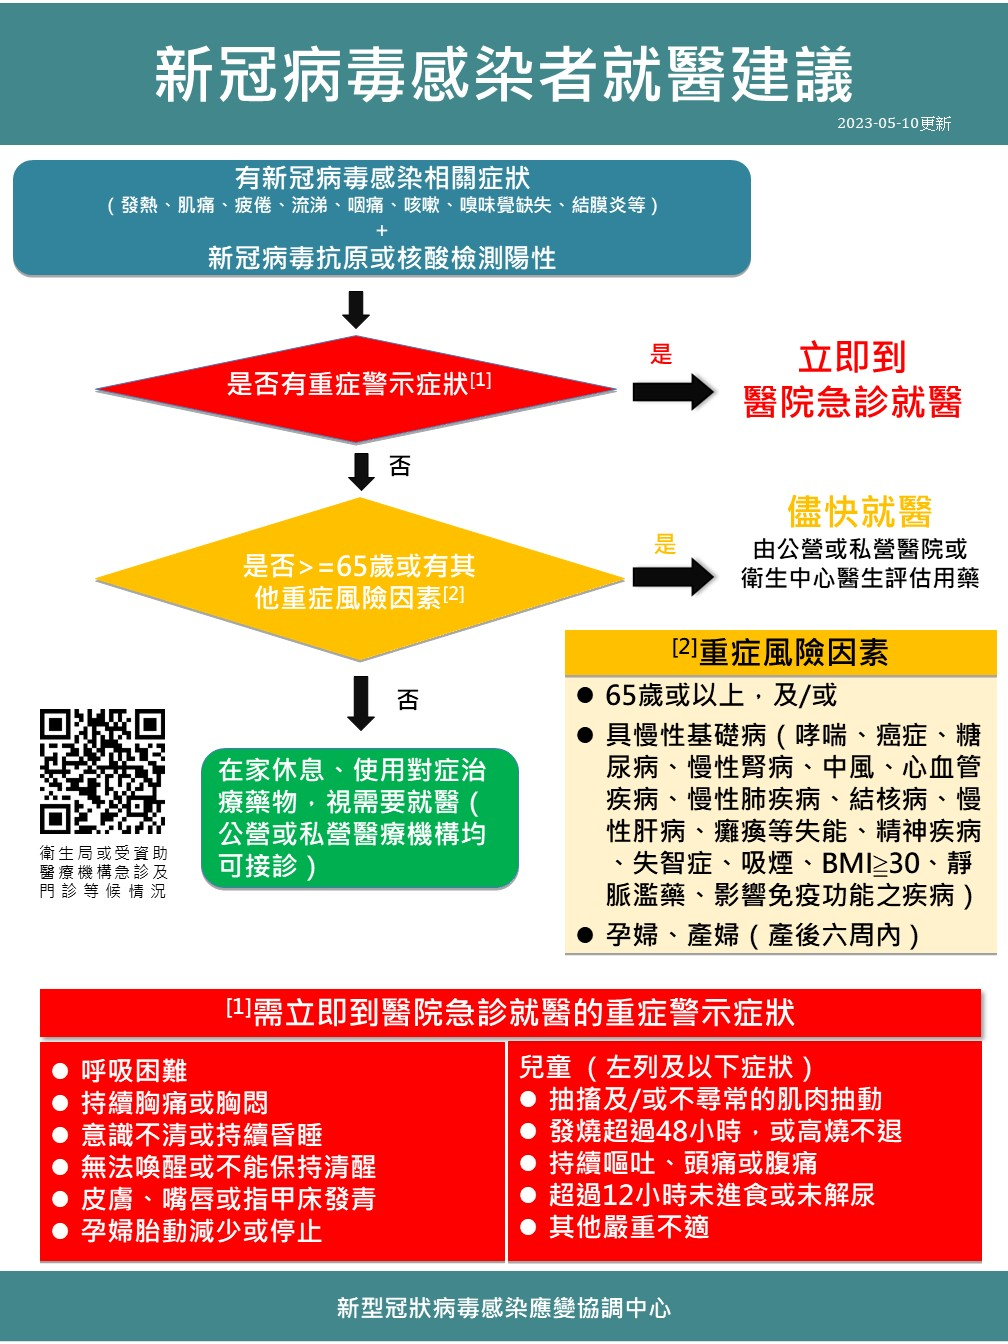 新冠病毒感染者就醫建議
2023-05-10更新
有新冠病毒感染相關症狀
（發熱、肌痛、疲倦、流涕、咽痛、咳嗽、嗅味覺缺失、結膜炎等）
+
新冠病毒抗原或核酸檢測陽性
是否有重症警示症狀[1]
是
立即到
醫院急診就醫
否
是否>=65歲或有其
他重症風險因素[2]
是
儘快就醫
由公營或私營醫院或
衛生中心醫生評估用藥
否
在家休息、使用對症治
療藥物，視需要就醫（
公營或私營醫療機構均
可接診）
衛生局或受資助
醫療機構急診及
門診等候情況
[2]重症風險因素
● 65歲或以上，及/或
● 具慢性基礎病（哮喘、癌症、糖
尿病、慢性腎病、中風、心血管
疾病、慢性肺疾病、結核病、慢
性肝病、癱瘓等失能、精神疾病
、失智症、吸煙、BMI≧30、靜
脈濫藥、影響免疫功能之疾病）
● 孕婦、產婦（產後六周內）
[1]需立即到醫院急診就醫的重症警示症狀
● 呼吸困難
● 持續胸痛或胸悶
● 意識不清或持續昏睡
● 無法喚醒或不能保持清醒
● 皮膚、嘴唇或指甲床發青
● 孕婦胎動減少或停止
兒童（左列及以下症狀）
● 抽搐及/或不尋常的肌肉抽動
● 發燒超過48小時，或高燒不退
● 持續嘔吐、頭痛或腹痛
● 超過12小時未進食或未解尿
● 其他嚴重不適
新型冠狀病毒感染應變協調中心